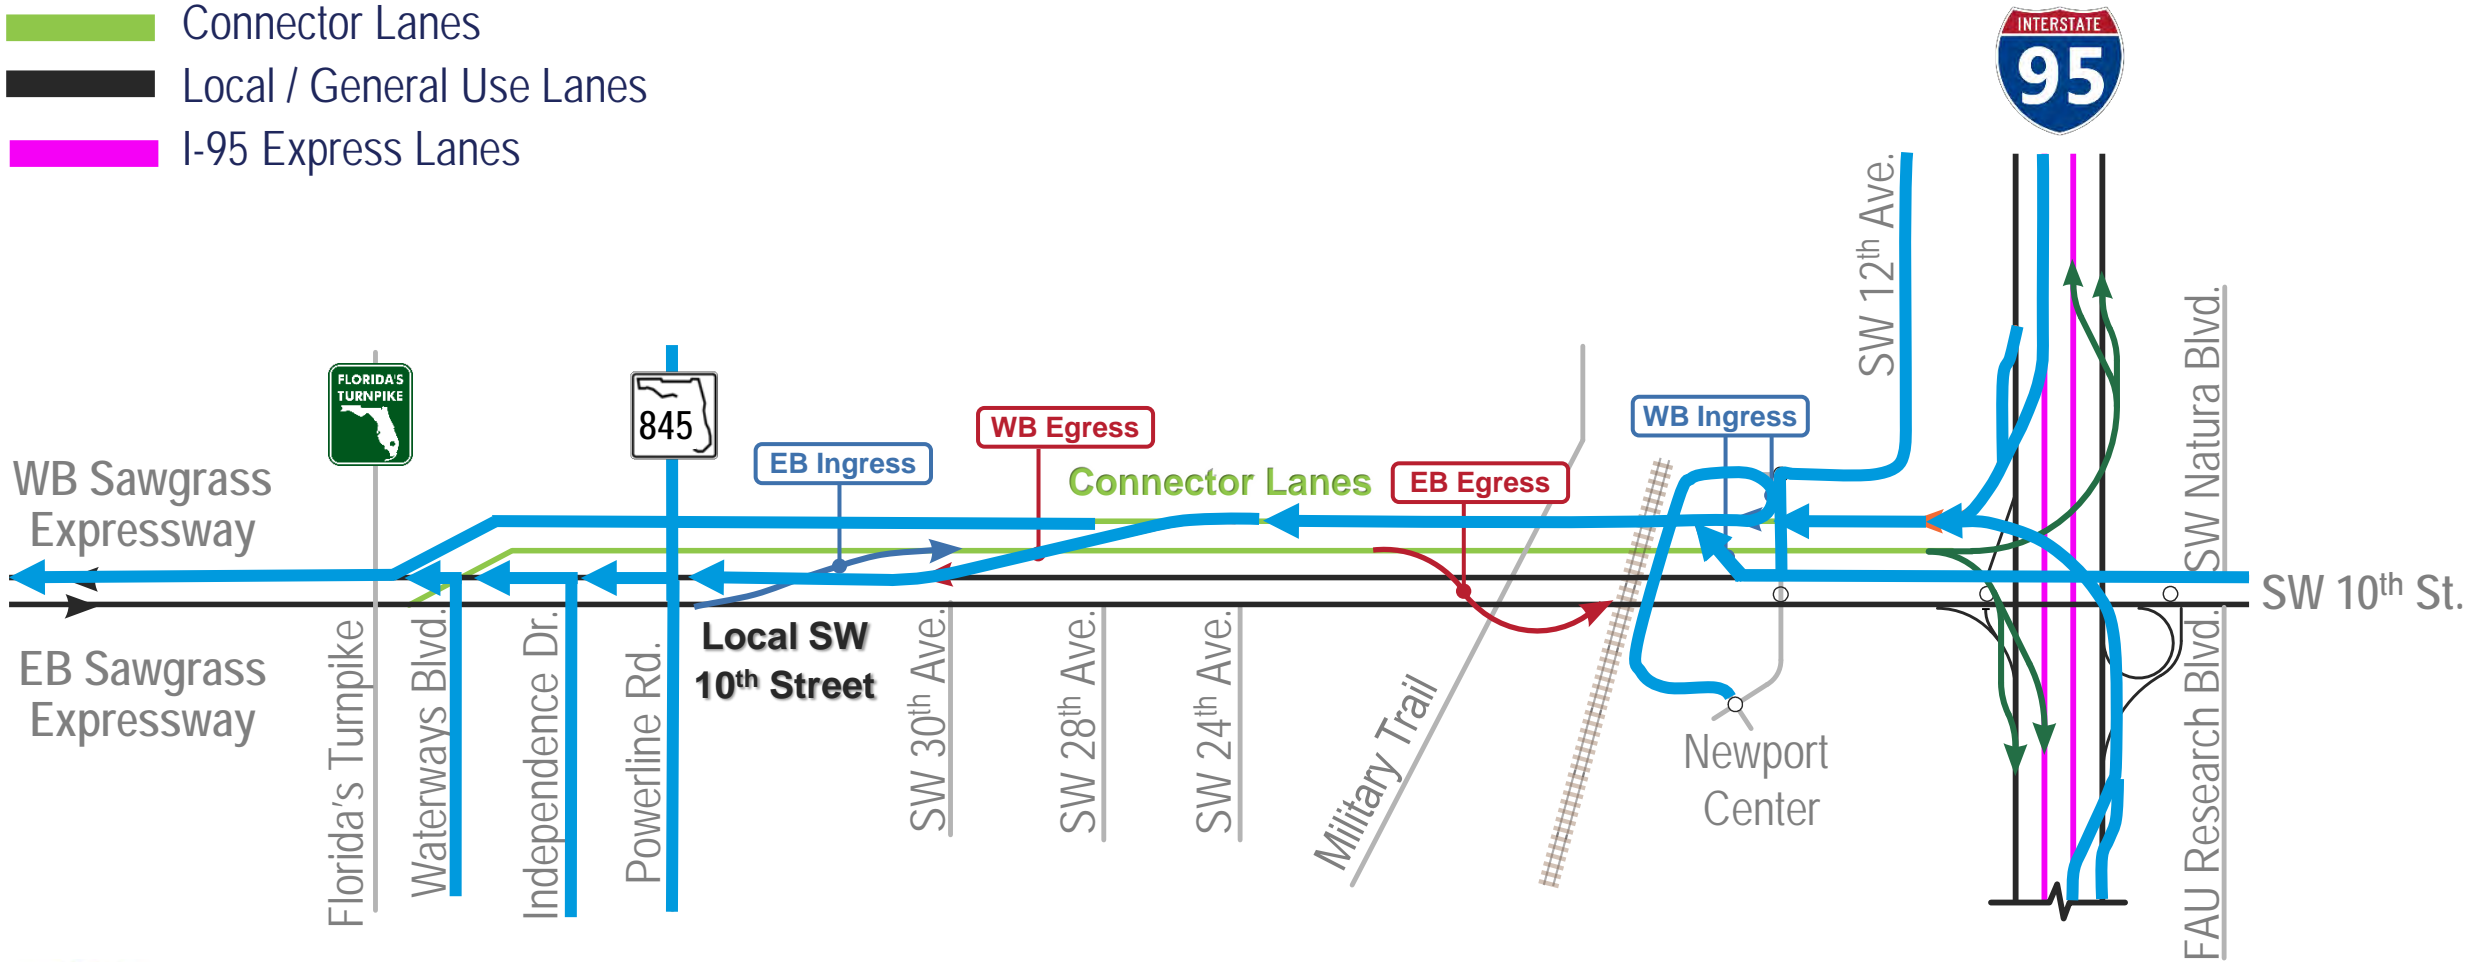 Connector Lanes
Local / General Use Lanes
I-95 Express Lanes
INTERSTATE
95
SW 12th Ave.
SW Natura Blvd.
FLORIDA'S
TURNPIKE
845
WB Egress
WB Ingress
EB Ingress
Connector Lanes
EB Egress
WB Sawgrass
Expressway
SW 10th St.
EB Sawgrass
Expressway
Florida's Turnpike
Waterways Blvd.
Independence Dr.
Powerline Rd.
Local SW
10th Street
SW 30th Ave.
SW 28th Ave.
SW 24th Ave.
Military Trail
Newport
Center
FAU Research Blvd.